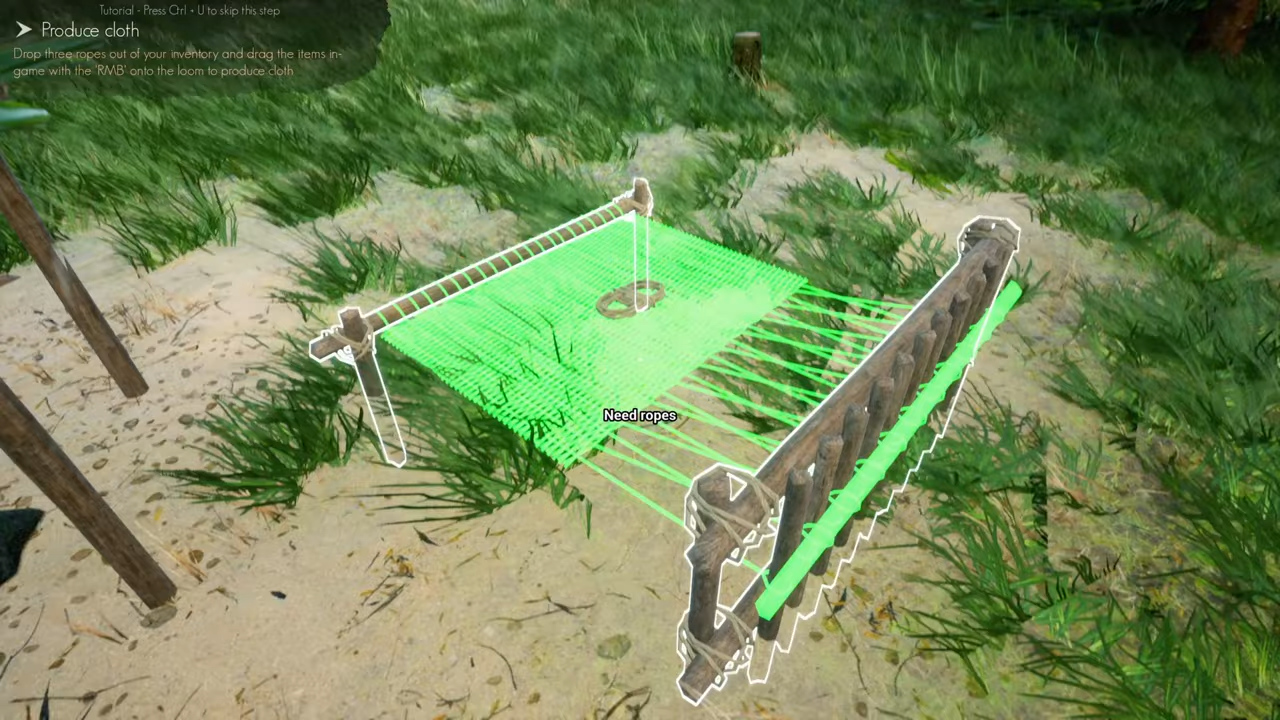 Tutorial - Press Ctrl + U to skip this step
Produce cloth
Drop three ropes out of your inventory and drag the items in-
game with the 'RMB' onto the loom to produce cloth
Need ropes